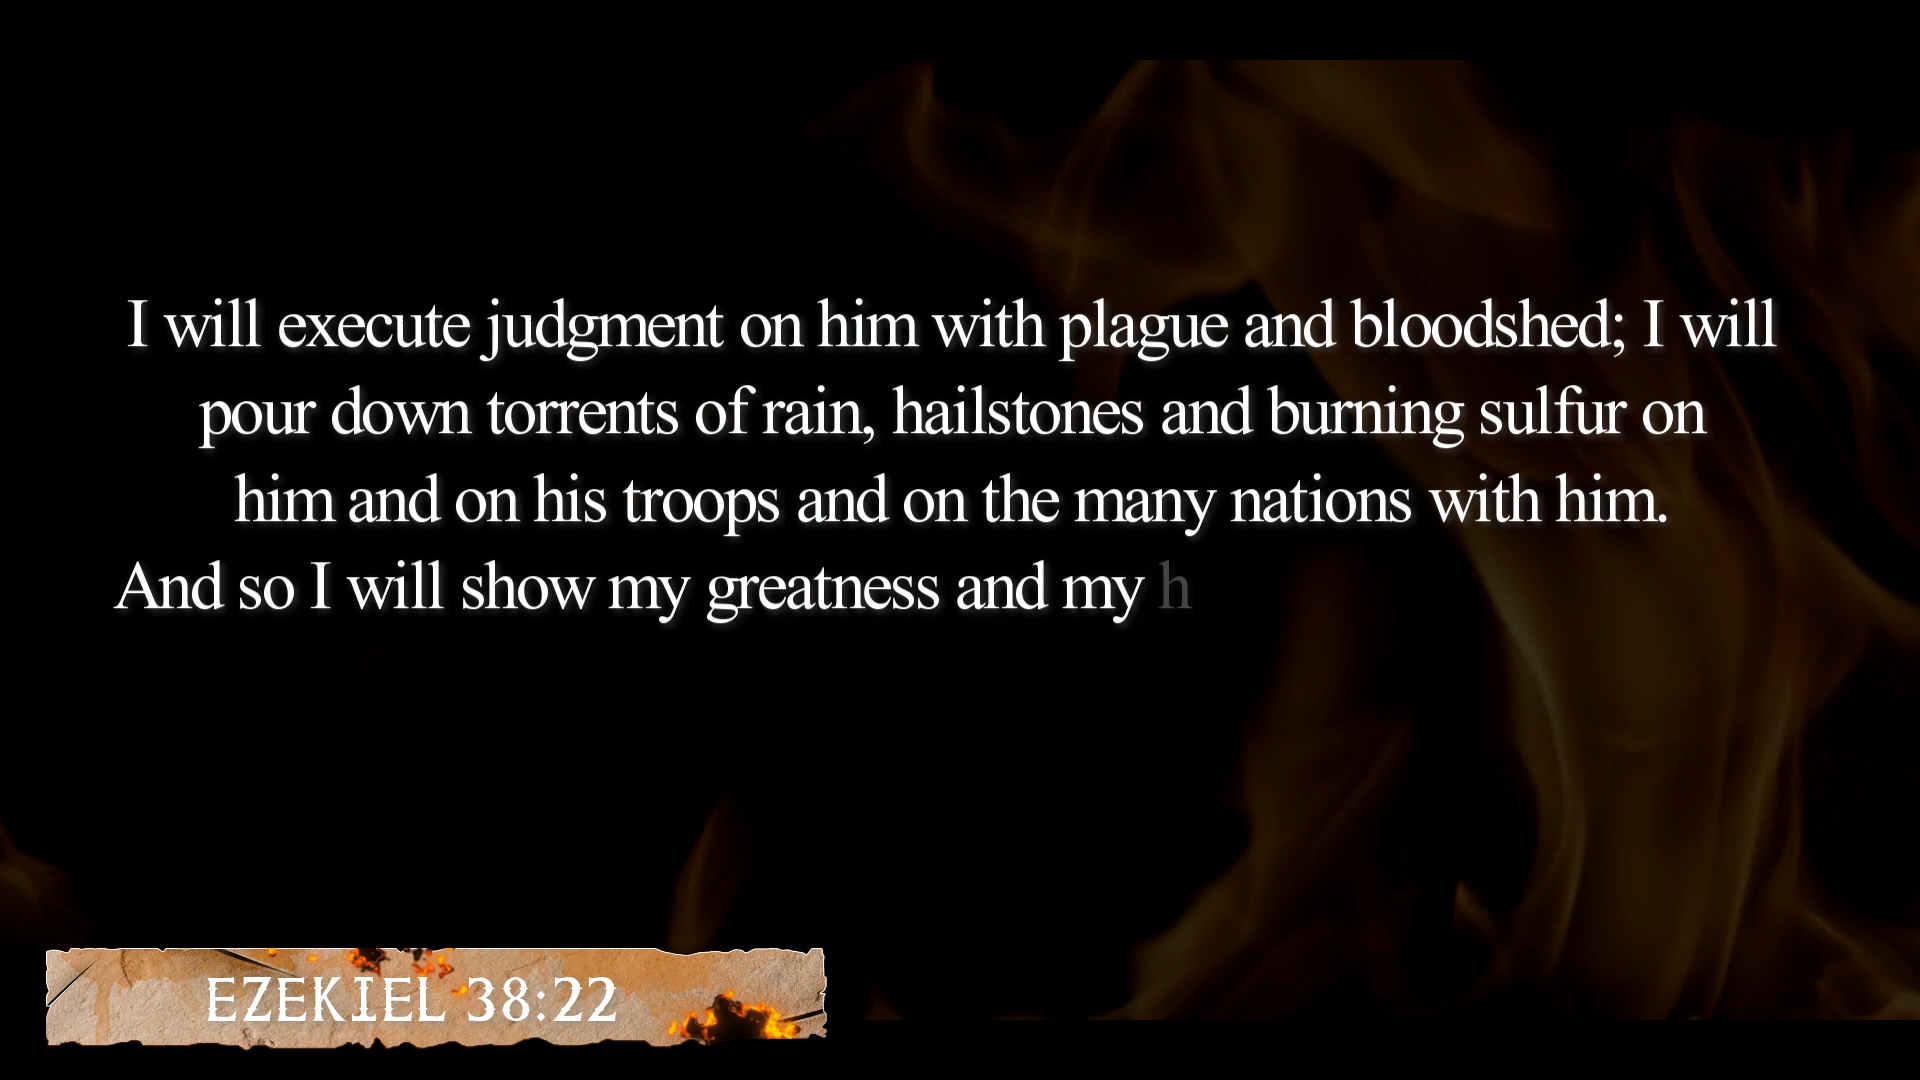 I will execute judgment on him with plague and bloodshed; I will
pour down torrents of rain, hailstones and burning sulfur on
him and on his troops and on the many nations with him.
And so I will show my greatness and my h
EZEKIEL 38:22